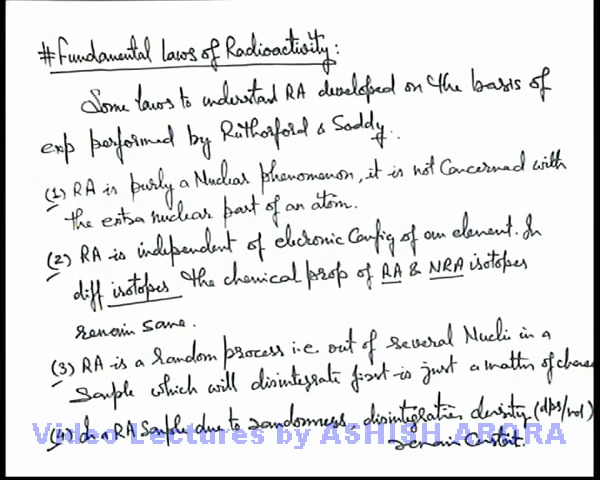 # Fundamental Laws of Radioactivity:
Some laws to understand RA developed on the basis of
exp performed by Rutherford & Soddy.
(1) RA is purly a Nuclear phenomenon, it is not Concerned with
the extra nuclear part of an atom.
(2) RA is independent of elecronic Config of an element. In
diff isotopes the chemical prop of RA & NRA isotopes
remain same.
(3) RA is a random process i.e. out of several Nucli in a
Sample which will disintegrate first is just a matter of chance
(4) In a RA Sample due to randomness, disintegration density (dps/vol)
remain Constant.
Video Lectures by ASHISH ARORA